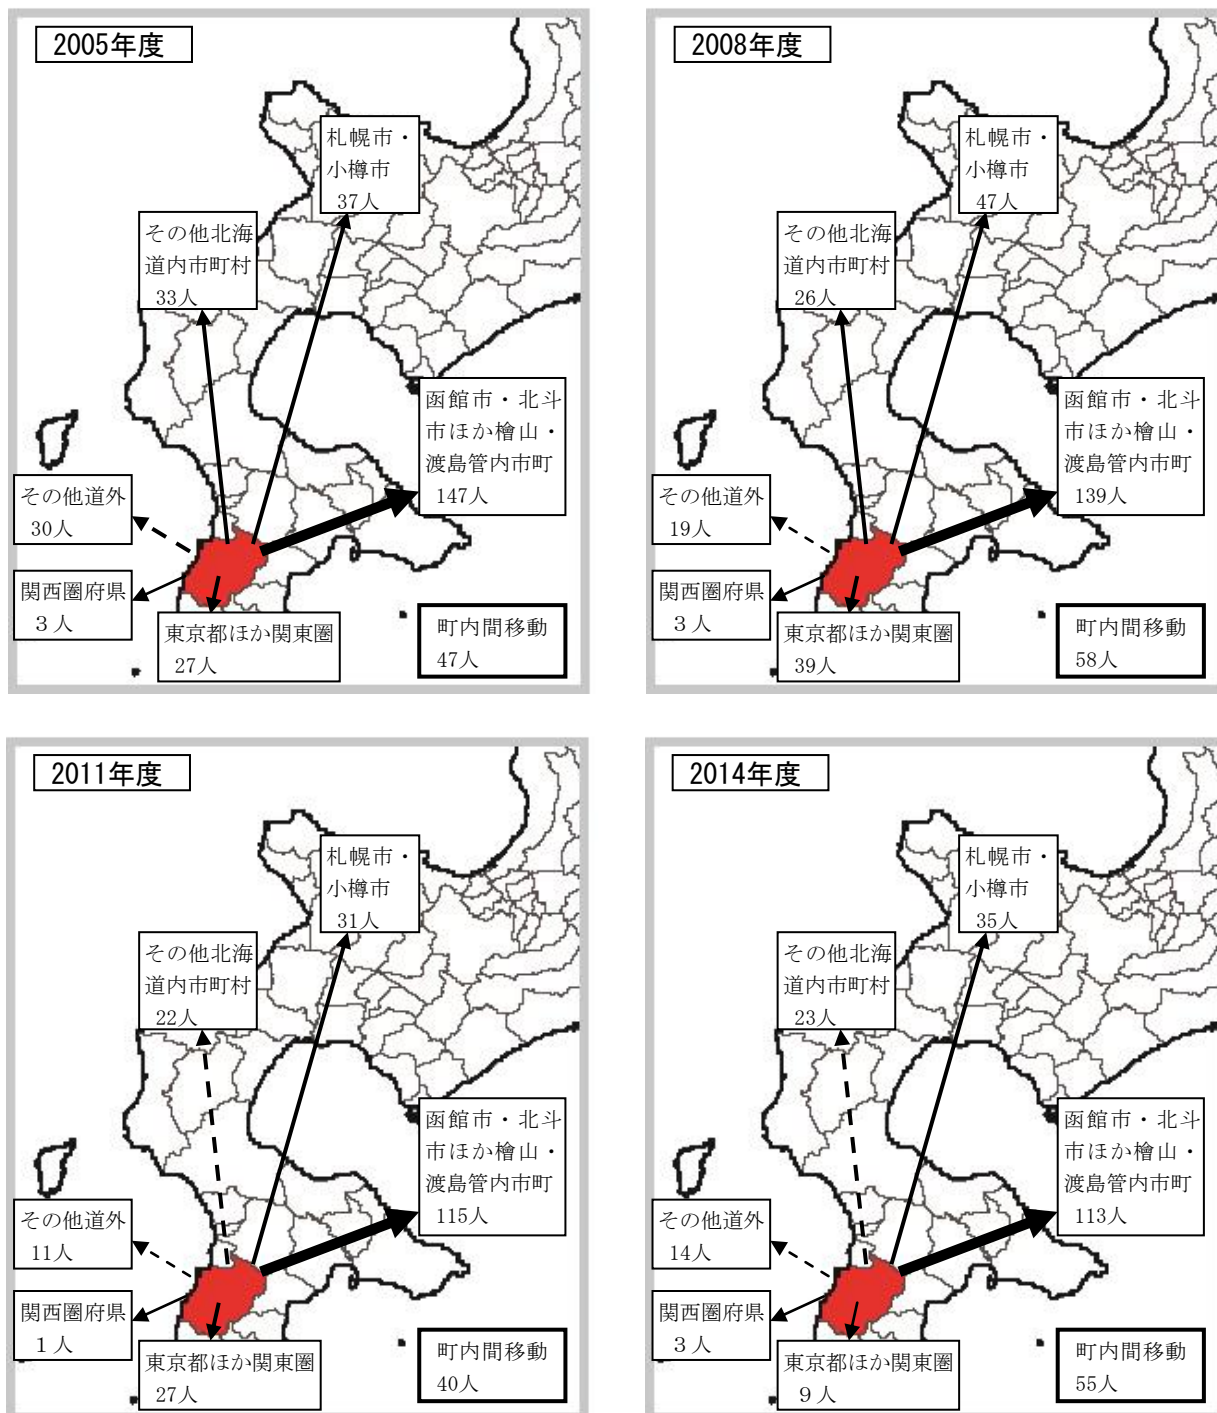 2005年度
札幌市・
小樽市
37人
その他北海
道内市町村
33人
函館市・北斗
市ほか檜山・
渡島管内市町
147人
その他道外
30人
関西圏府県
３人
東京都ほか関東圏
27人
町内間移動
47人
2008年度
札幌市・
小樽市
47人
その他北海
道内市町村
26人
函館市・北斗
市ほか檜山・
渡島管内市町
139人
その他道外
19人
関西圏府県
３人
東京都ほか関東圏
39人
町内間移動
58人
2011年度
札幌市・
小樽市
31人
その他北海
道内市町村
22人
函館市・北斗
市ほか檜山・
渡島管内市町
115人
その他道外
11人
関西圏府県
１人
東京都ほか関東圏
27人
町内間移動
40人
2014年度
札幌市・
小樽市
35人
その他北海
道内市町村
23人
函館市・北斗
市ほか檜山・
渡島管内市町
113人
その他道外
14人
関西圏府県
３人
東京都ほか関東圏
９人
町内間移動
55人